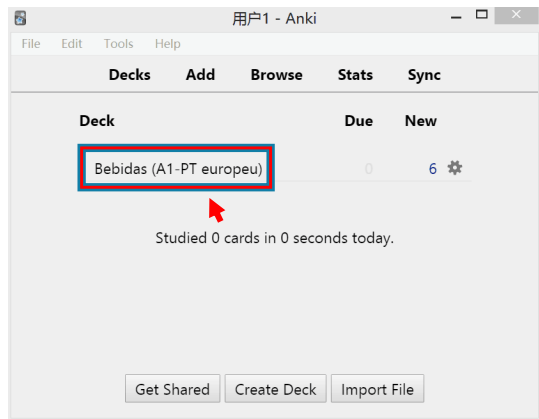 用户1 - Anki
File Edit Tools Help
Decks Add Browse Stats Sync
Deck Due New
Bebidas (A1-PT europeu) 0 6
Studied 0 cards in 0 seconds today.
Get Shared Create Deck Import File